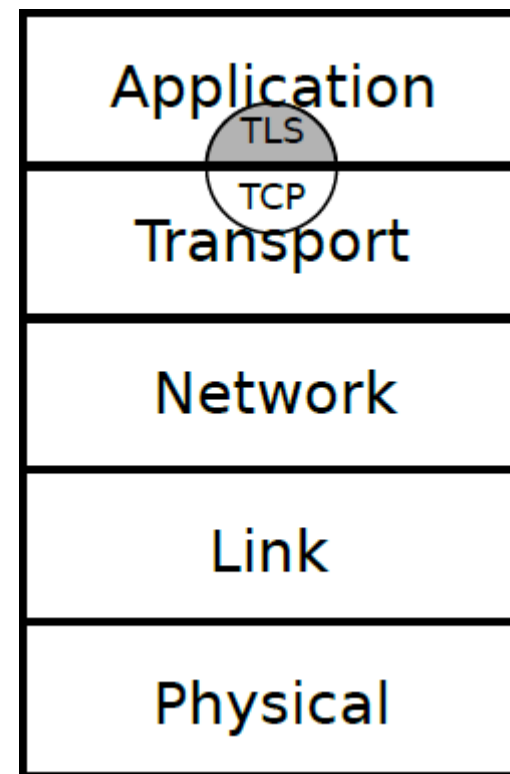 Application
TLS
TCP
Transport
Network
Link
Physical